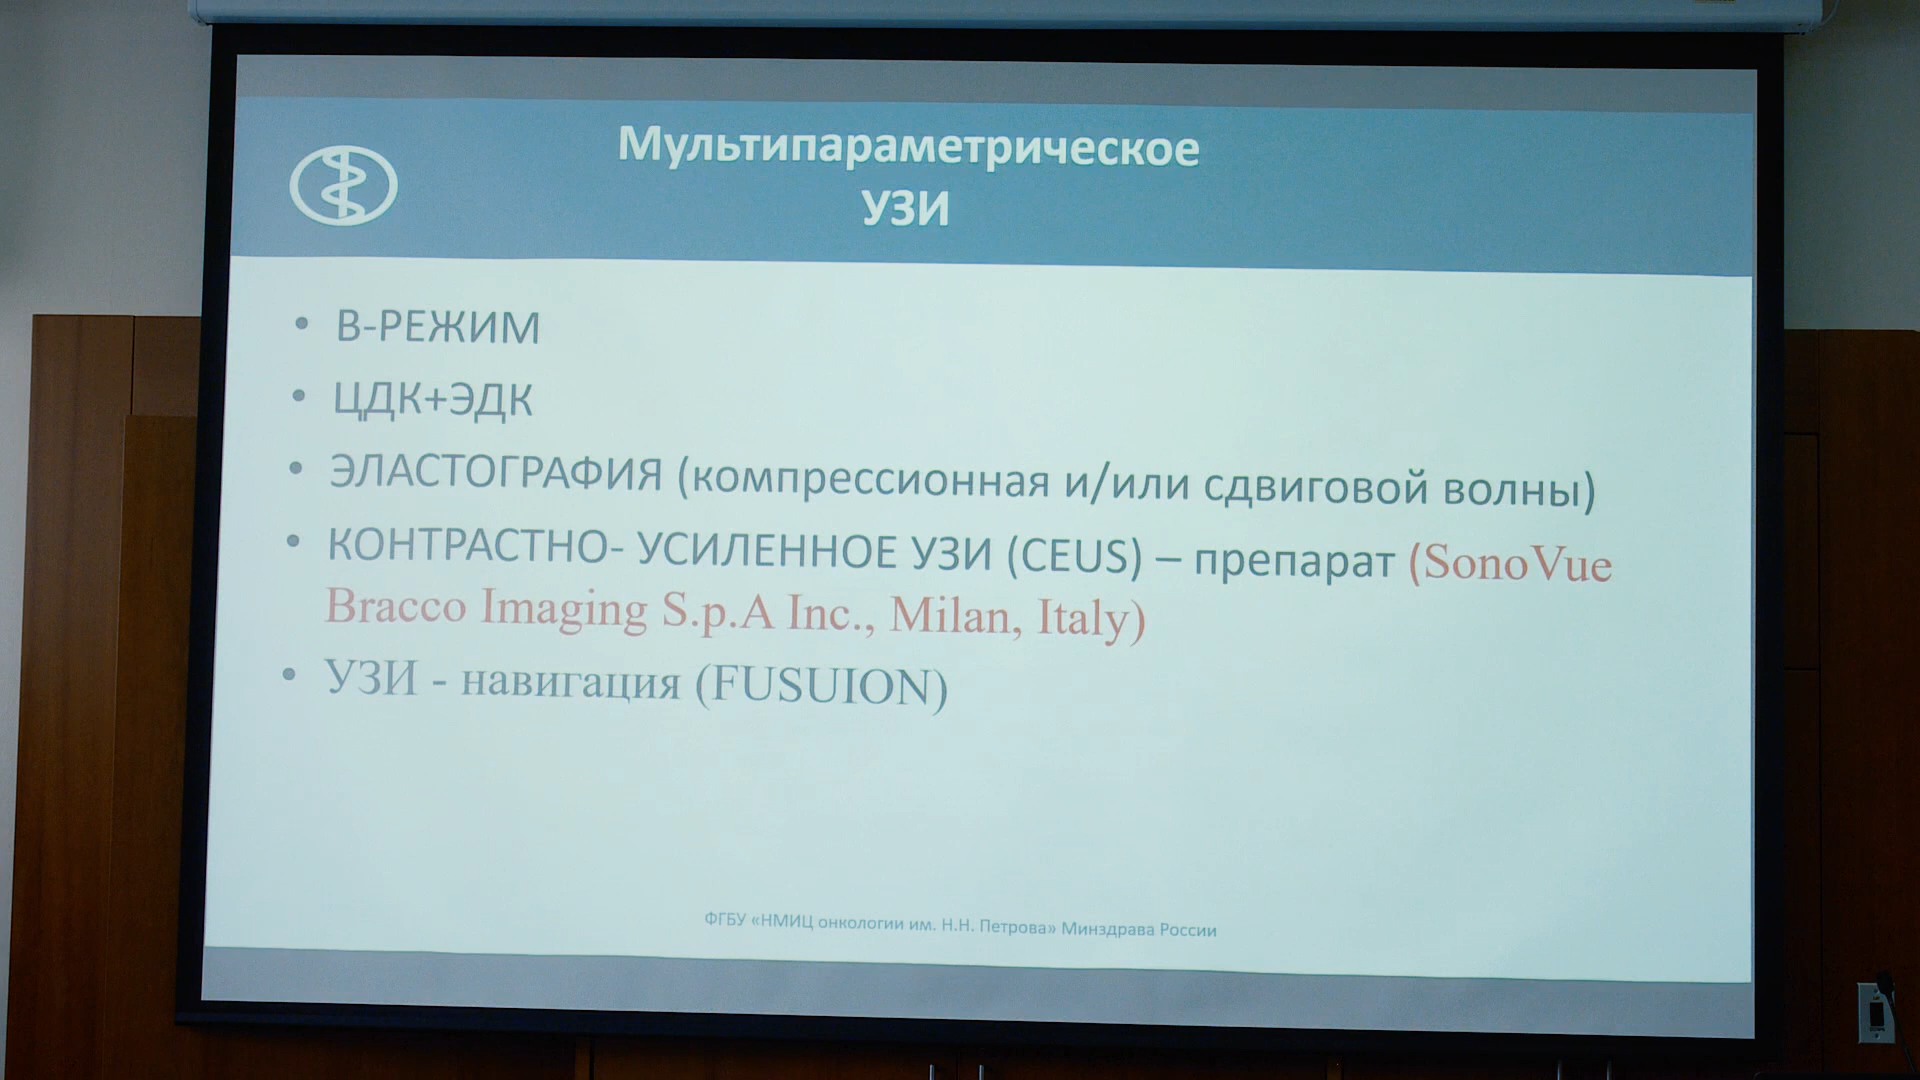 Мультипараметрическое
УЗИ
• В-РЕЖИМ
• ЦДК+ЭДК
• ЭЛАСТОГРАФИЯ (компрессионная и/или сдвиговой волны)
• КОНТРАСТНО- УСИЛЕННОЕ УЗИ (CEUS) – препарат (SonoVue
Bracco Imaging S.p.A Inc., Milan, Italy)
• УЗИ - навигация (FUSUION)
ФГБУ «НМИЦ онкологии им. Н.Н. Петрова» Минздрава России